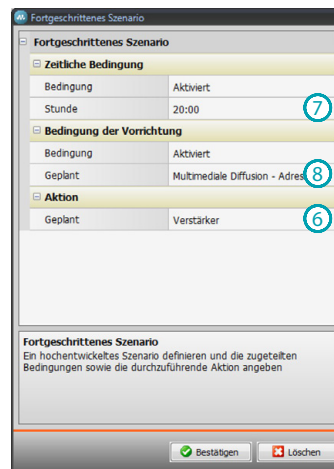 Fortgeschrittenes Szenario
Fortgeschrittenes Szenario
Zeitliche Bedingung
Bedingung Aktiviert
Stunde 20:00 7
Bedingung der Vorrichtung
Bedingung Aktiviert
Geplant Multimediale Diffusion - Adres 8
Aktion
Geplant Verstärker 6
Fortgeschrittenes Szenario
Ein hochentwickeltes Szenario definieren und die zugeteilten
Bedingungen sowie die durchzuführende Aktion angeben
Bestätigen Löschen